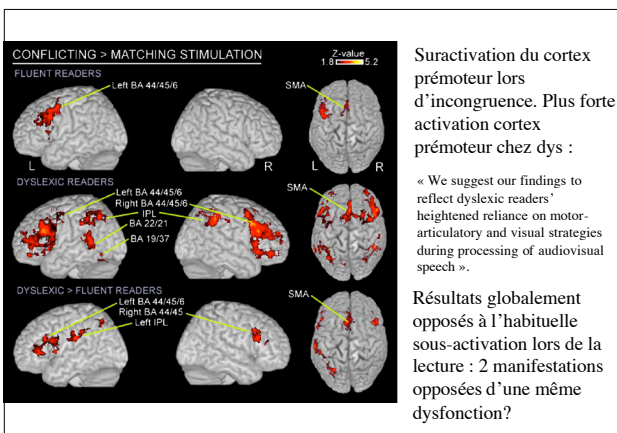 CONFLICTING > MATCHING STIMULATION
Z-value
1.8 5.2
FLUENT READERS
Left BA 44/45/6
SMA
L
R
L R
DYSLEXIC READERS
Left BA 44/45/6
Right BA 44/45/6
IPL
BA 22/21
BA 19/37
SMA
DYSLEXIC > FLUENT READERS
Left BA 44/45/6
Right BA 44/45
Left IPL
SMA
Suractivation du cortex
prémoteur lors
d’incongruence. Plus forte
activation cortex
prémoteur chez dys :
« We suggest our findings to
reflect dyslexic readers’
heightened reliance on motor-
articulatory and visual strategies
during processing of audiovisual
speech ».
Résultats globalement
opposés à l’habituelle
sous-activation lors de la
lecture : 2 manifestations
opposées d’une même
dysfonction?